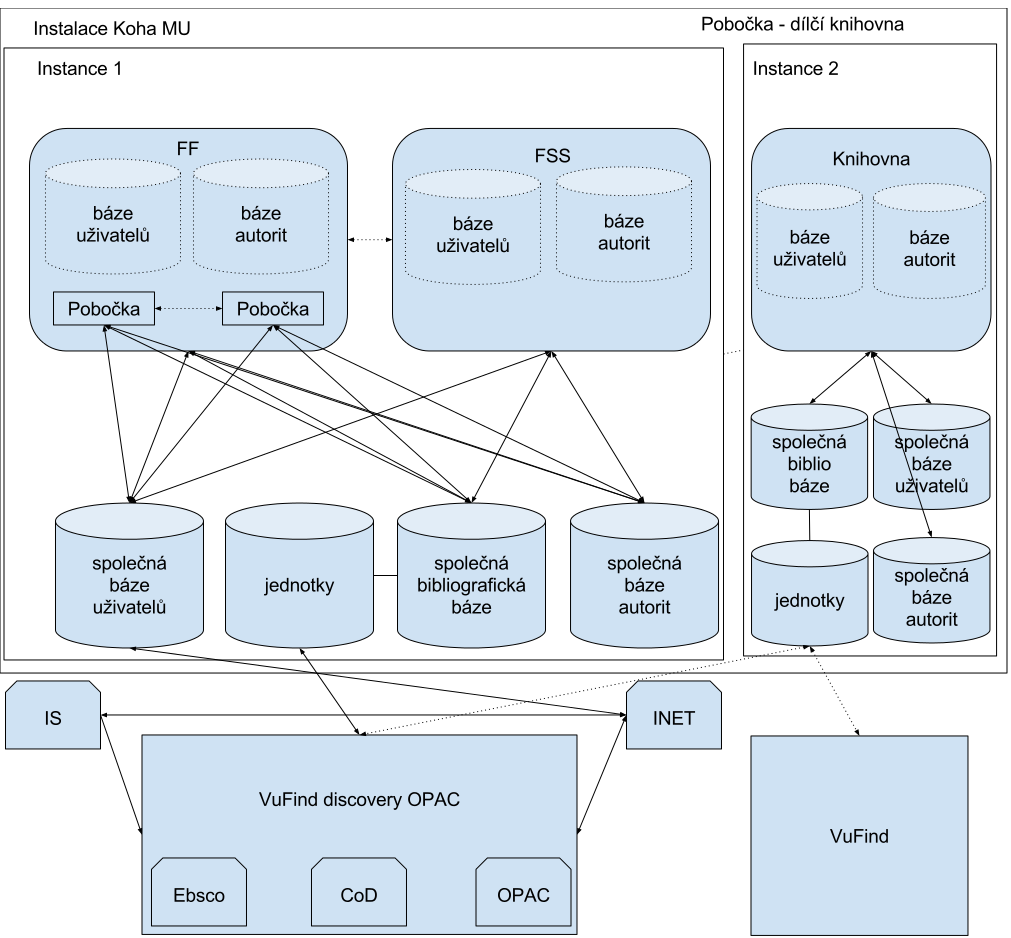 Instalace Koha MU
Pobočka - dílčí knihovna
Instance 1
Instance 2
FF
báze
uživatelů
báze
autorit
Pobočka
Pobočka
FSS
báze
uživatelů
báze
autorit
Knihovna
báze
uživatelů
báze
autorit
společná
báze
uživatelů
jednotky
společná
bibliografická
báze
společná
báze
autorit
společná
biblio
báze
společná
báze
uživatelů
jednotky
společná
báze
autorit
IS
INET
VuFind discovery OPAC
Ebsco
CoD
OPAC
VuFind